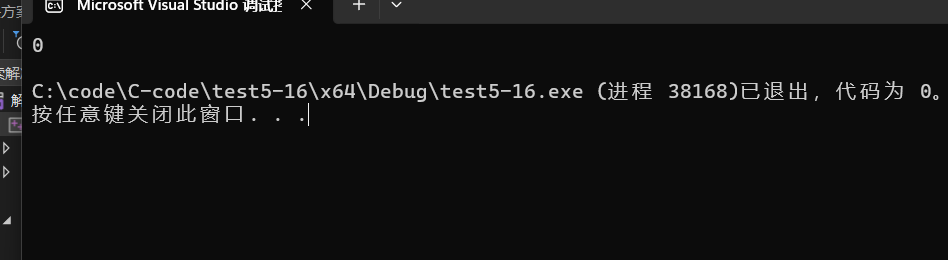 方案
Microsoft Visual Studio 调试控
0
C:\code\C-code\test5-16\x64\Debug\test5-16.exe (进程 38168)已退出，代码为 0。
按任意键关闭此窗口. . .
索解
解